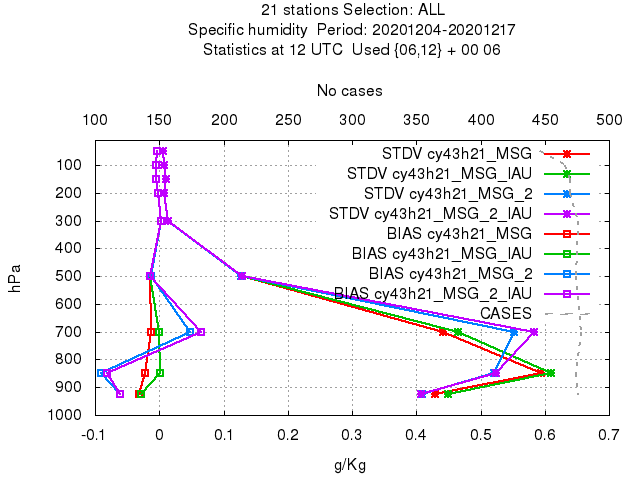 21 stations Selection: ALL
Specific humidity  Period: 20201204-20201217
Statistics at 12 UTC  Used {06,12} + 00 06
No cases
100 150 200 250 300 350 400 450 500
STDV cy43h21_MSG
STDV cy43h21_MSG_IAU
STDV cy43h21_MSG_2
STDV cy43h21_MSG_2_IAU
BIAS cy43h21_MSG
BIAS cy43h21_MSG_IAU
BIAS cy43h21_MSG_2
BIAS cy43h21_MSG_2_IAU
CASES
hPa
100
200
300
400
500
600
700
800
900
1000
-0.1 0 0.1 0.2 0.3 0.4 0.5 0.6 0.7
g/Kg